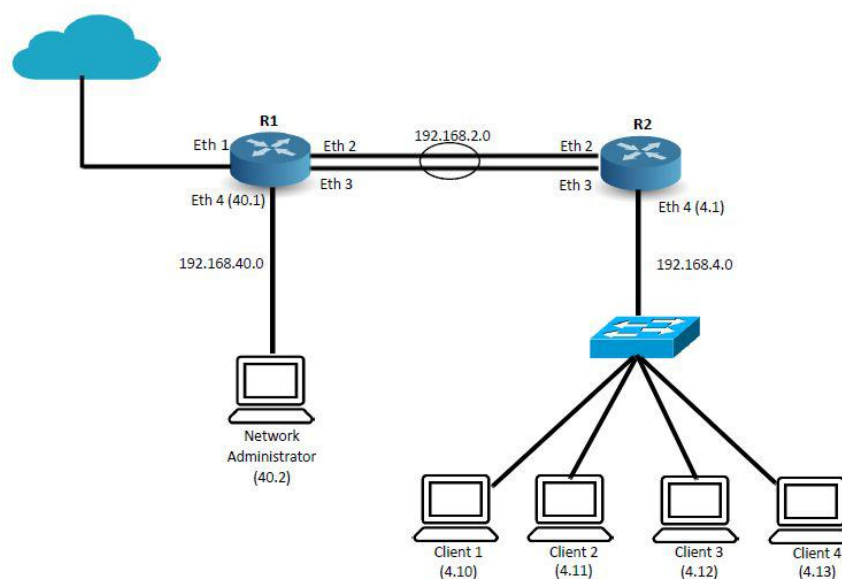 R1
R2
192.168.2.0
Eth 1
Eth 2
Eth 2
Eth 3
Eth 3
Eth 4 (40.1)
Eth 4 (4.1)
192.168.40.0
192.168.4.0
Network
Administrator
(40.2)
Client 1
(4.10)
Client 2
(4.11)
Client 3
(4.12)
Client 4
(4.13)